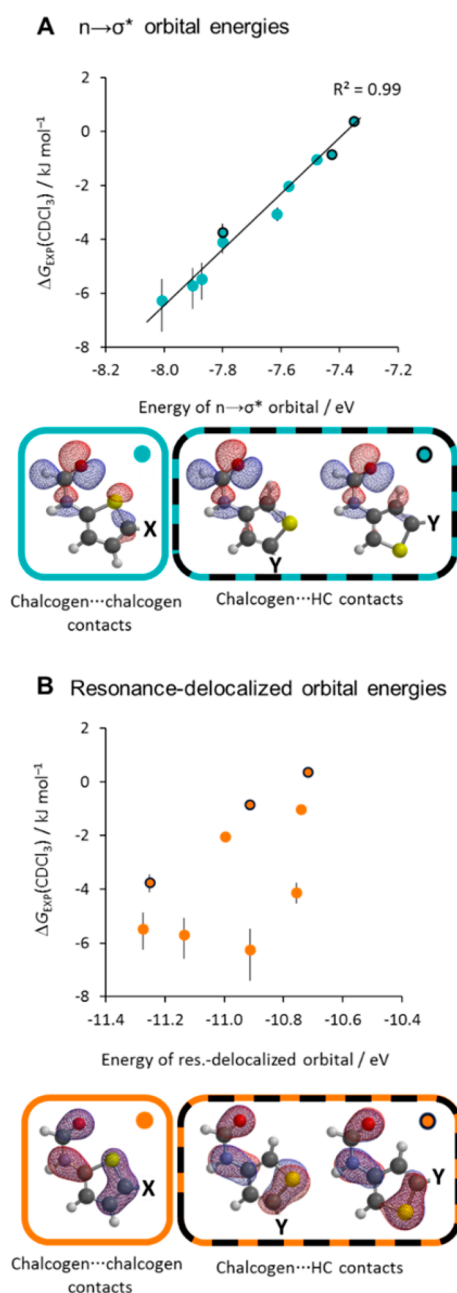 A n→σ* orbital energies
R² = 0.99
2
0
-2
-4
-6
-8
ΔG_EXP(CDCl₃) / kJ mol⁻¹
-8.2 -8.0 -7.8 -7.6 -7.4 -7.2
Energy of n→σ* orbital / eV
X
Y
Y
Chalcogen···chalcogen
contacts
Chalcogen···HC contacts
B Resonance-delocalized orbital energies
2
0
-2
-4
-6
-8
ΔG_EXP(CDCl₃) / kJ mol⁻¹
-11.4 -11.2 -11.0 -10.8 -10.6 -10.4
Energy of res.-delocalized orbital / eV
X
Y
Y
Chalcogen···chalcogen
contacts
Chalcogen···HC contacts